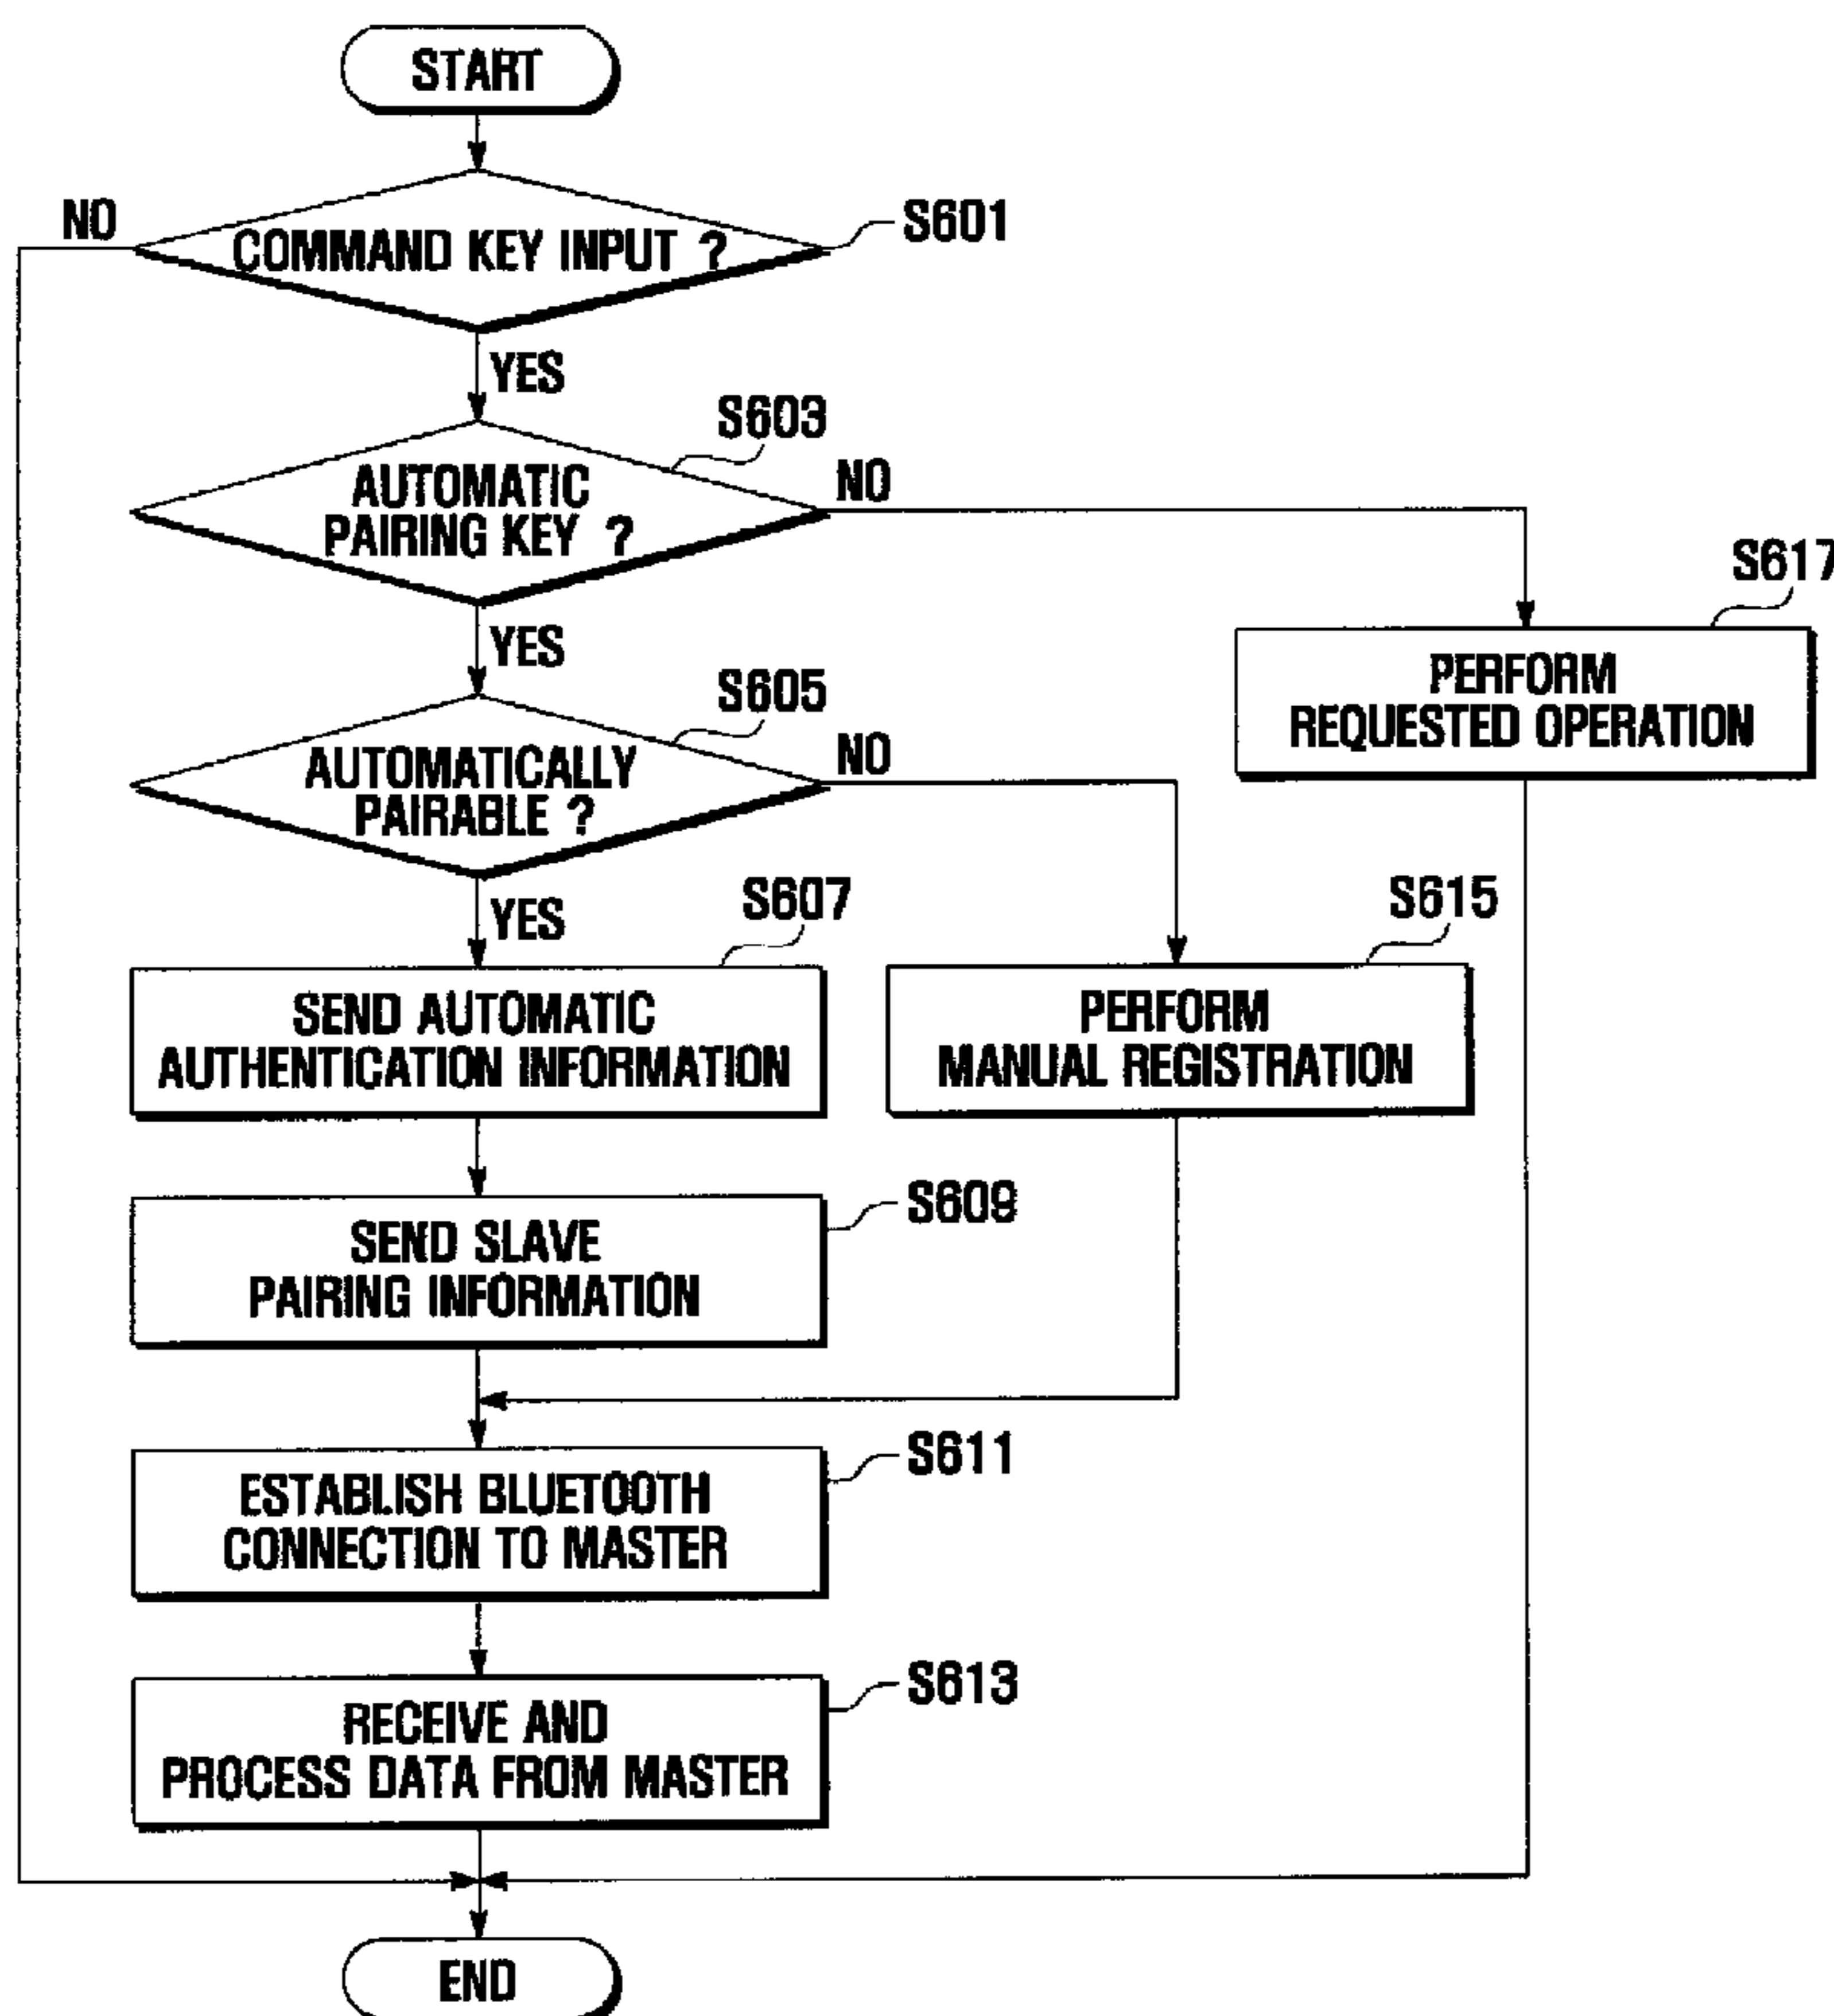 START
NO
COMMAND KEY INPUT ?
S601
YES
S603
AUTOMATIC
PAIRING KEY ?
NO
S617
YES
PERFORM
REQUESTED OPERATION
S605
AUTOMATICALLY
PAIRABLE ?
NO
YES
S607
S615
SEND AUTOMATIC
AUTHENTICATION INFORMATION
PERFORM
MANUAL REGISTRATION
S609
SEND SLAVE
PAIRING INFORMATION
S611
ESTABLISH BLUETOOTH
CONNECTION TO MASTER
S613
RECEIVE AND
PROCESS DATA FROM MASTER
END